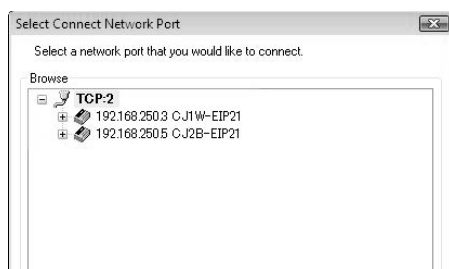 Select Connect Network Port
Select a network port that you would like to connect.
Browse
TCP:2
192.168.250.3 CJ1W-EIP21
192.168.250.5 CJ2B-EIP21